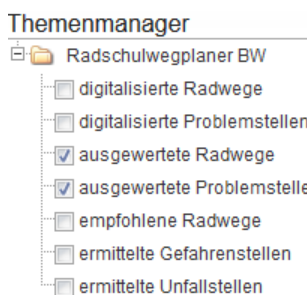 Themenmanager
Radschulwegplaner BW
digitalisierte Radwege
digitalisierte Problemstellen
ausgewertete Radwege
ausgewertete Problemstelle
empfohlene Radwege
ermittelte Gefahrenstellen
ermittelte Unfallstellen